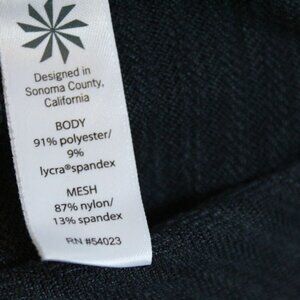 Designed in
Sonoma County,
California
BODY
91% polyester/
9%
lycra®spandex
MESH
87% nylon/
13% spandex
RN #54023